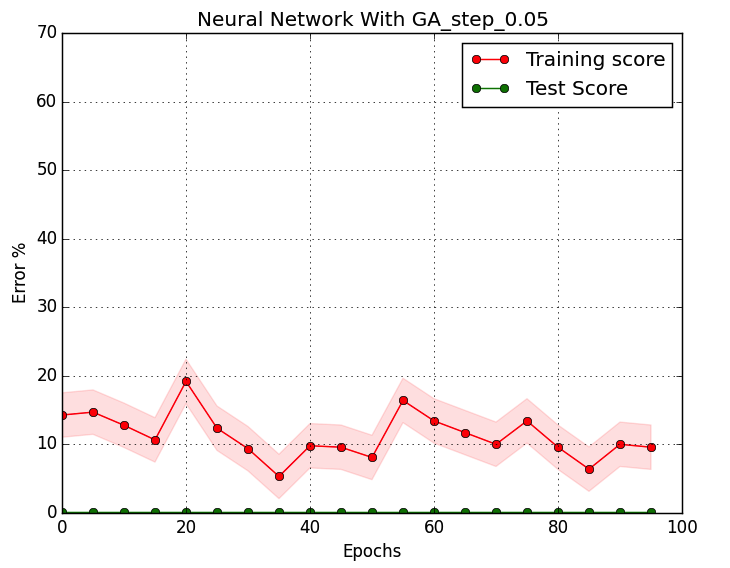 Neural Network With GA_step_0.05
Training score
Test Score
70
60
50
40
30
20
10
0
Error %
0 20 40 60 80 100
Epochs